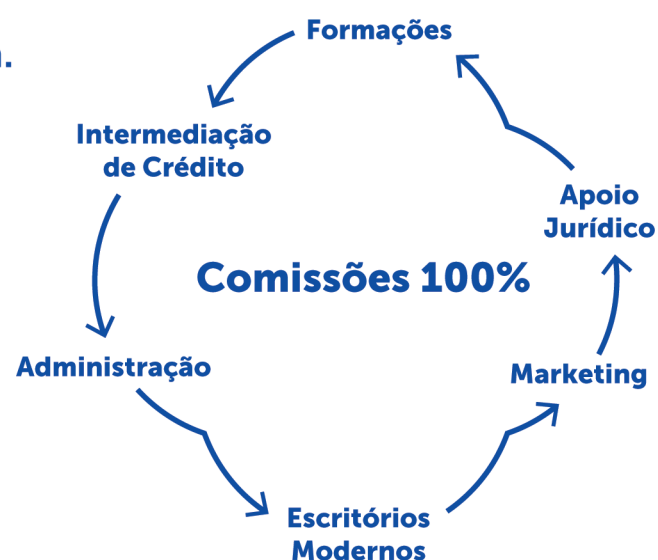 Formações
Intermediação
de Crédito
Apoio
Jurídico
Comissões 100%
Administração
Marketing
Escritórios
Modernos